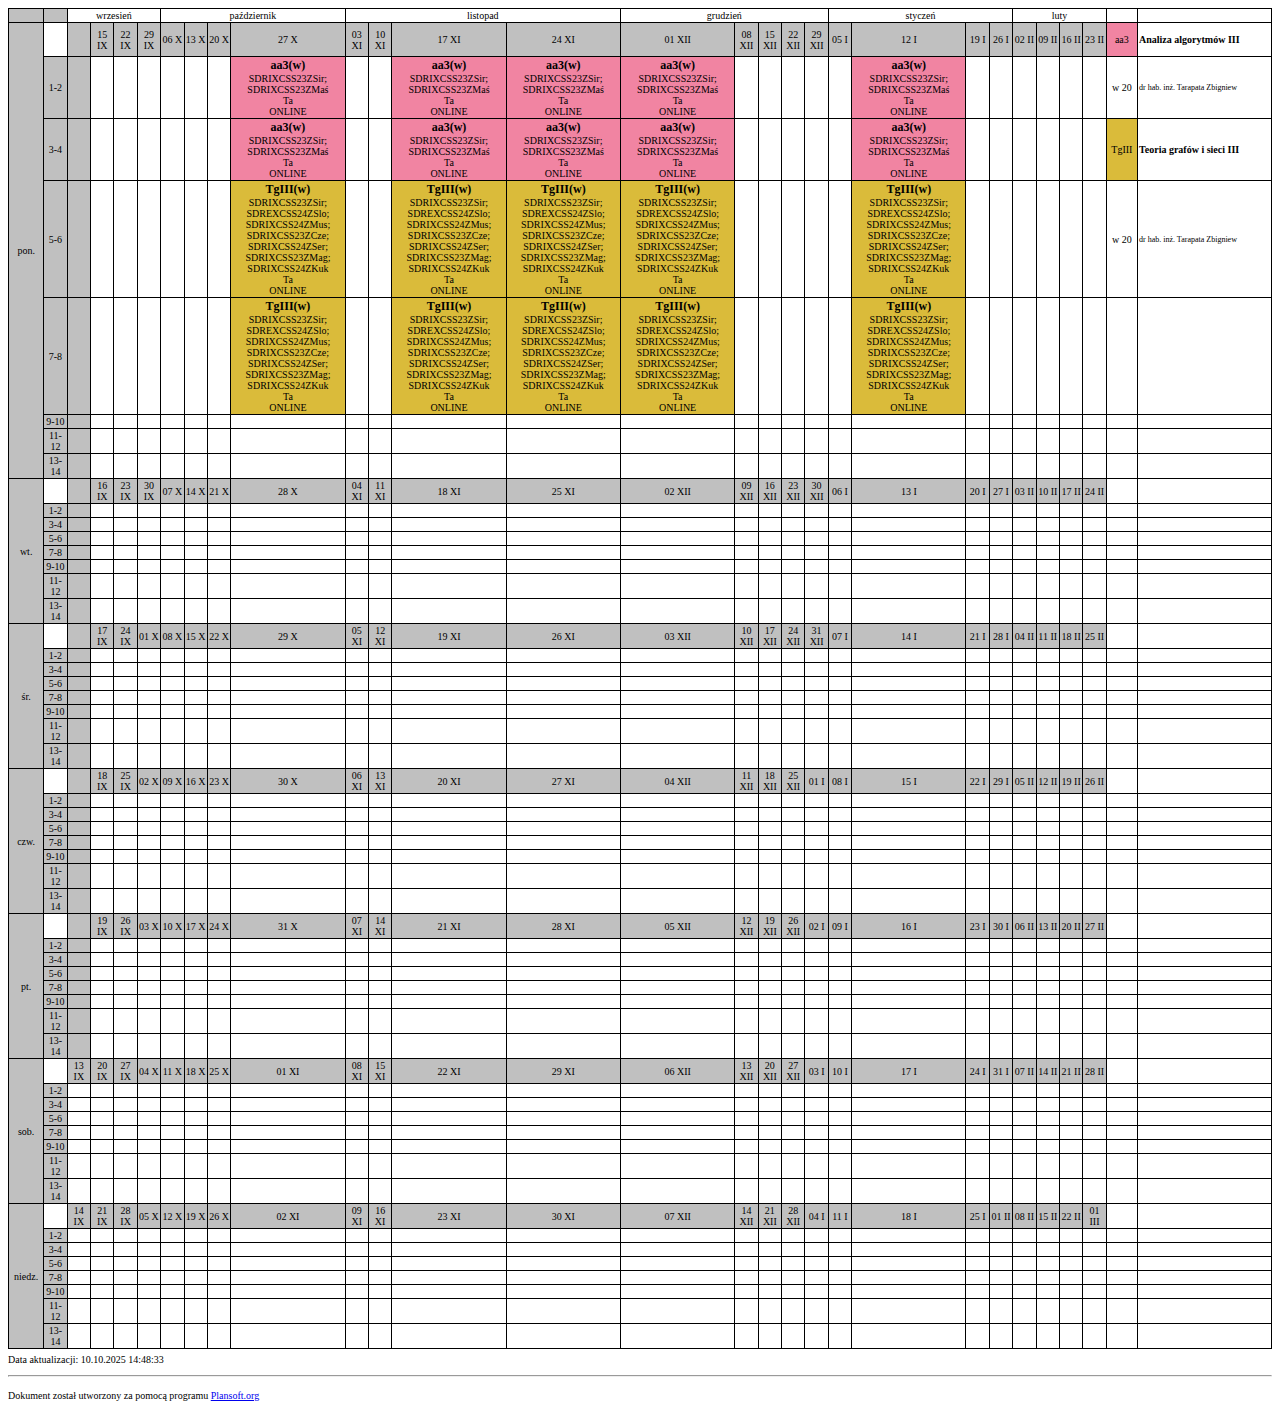 wrzesień październik listopad grudzień styczeń luty
pon. 15 IX 22 IX 29 IX 06 X 13 X 20 X 27 X 03 XI 10 XI 17 XI 24 XI 01 XII 08 XII 15 XII 22 XII 29 XII 05 I 12 I 19 I 26 I 02 II 09 II 16 II 23 II aa3 Analiza algorytmów III
1-2 w 20 dr hab. inż. Tarapata Zbigniew
aa3(w) aa3(w) aa3(w) aa3(w) aa3(w)
SDRIXCSS23ZSir; SDRIXCSS23ZSir; SDRIXCSS23ZSir; SDRIXCSS23ZSir; SDRIXCSS23ZSir;
SDRIXCSS23ZMaś SDRIXCSS23ZMaś SDRIXCSS23ZMaś SDRIXCSS23ZMaś SDRIXCSS23ZMaś
Ta Ta Ta Ta Ta
ONLINE ONLINE ONLINE ONLINE ONLINE
3-4 TgIII Teoria grafów i sieci III
aa3(w) aa3(w) aa3(w) aa3(w) aa3(w)
SDRIXCSS23ZSir; SDRIXCSS23ZSir; SDRIXCSS23ZSir; SDRIXCSS23ZSir; SDRIXCSS23ZSir;
SDRIXCSS23ZMaś SDRIXCSS23ZMaś SDRIXCSS23ZMaś SDRIXCSS23ZMaś SDRIXCSS23ZMaś
Ta Ta Ta Ta Ta
ONLINE ONLINE ONLINE ONLINE ONLINE
5-6 w 20 dr hab. inż. Tarapata Zbigniew
TgIII(w) TgIII(w) TgIII(w) TgIII(w) TgIII(w)
SDRIXCSS23ZSir; SDRIXCSS23ZSir; SDRIXCSS23ZSir; SDRIXCSS23ZSir; SDRIXCSS23ZSir;
SDREXCSS24ZSlo; SDREXCSS24ZSlo; SDREXCSS24ZSlo; SDREXCSS24ZSlo; SDREXCSS24ZSlo;
SDRIXCSS24ZMus; SDRIXCSS24ZMus; SDRIXCSS24ZMus; SDRIXCSS24ZMus; SDRIXCSS24ZMus;
SDRIXCSS23ZCze; SDRIXCSS23ZCze; SDRIXCSS23ZCze; SDRIXCSS23ZCze; SDRIXCSS23ZCze;
SDRIXCSS24ZSer; SDRIXCSS24ZSer; SDRIXCSS24ZSer; SDRIXCSS24ZSer; SDRIXCSS24ZSer;
SDRIXCSS23ZMag; SDRIXCSS23ZMag; SDRIXCSS23ZMag; SDRIXCSS23ZMag; SDRIXCSS23ZMag;
SDRIXCSS24ZKuk SDRIXCSS24ZKuk SDRIXCSS24ZKuk SDRIXCSS24ZKuk SDRIXCSS24ZKuk
Ta Ta Ta Ta Ta
ONLINE ONLINE ONLINE ONLINE ONLINE
7-8
TgIII(w) TgIII(w) TgIII(w) TgIII(w) TgIII(w)
SDRIXCSS23ZSir; SDRIXCSS23ZSir; SDRIXCSS23ZSir; SDRIXCSS23ZSir; SDRIXCSS23ZSir;
SDREXCSS24ZSlo; SDREXCSS24ZSlo; SDREXCSS24ZSlo; SDREXCSS24ZSlo; SDREXCSS24ZSlo;
SDRIXCSS24ZMus; SDRIXCSS24ZMus; SDRIXCSS24ZMus; SDRIXCSS24ZMus; SDRIXCSS24ZMus;
SDRIXCSS23ZCze; SDRIXCSS23ZCze; SDRIXCSS23ZCze; SDRIXCSS23ZCze; SDRIXCSS23ZCze;
SDRIXCSS24ZSer; SDRIXCSS24ZSer; SDRIXCSS24ZSer; SDRIXCSS24ZSer; SDRIXCSS24ZSer;
SDRIXCSS23ZMag; SDRIXCSS23ZMag; SDRIXCSS23ZMag; SDRIXCSS23ZMag; SDRIXCSS23ZMag;
SDRIXCSS24ZKuk SDRIXCSS24ZKuk SDRIXCSS24ZKuk SDRIXCSS24ZKuk SDRIXCSS24ZKuk
Ta Ta Ta Ta Ta
ONLINE ONLINE ONLINE ONLINE ONLINE
9-10
11-12
13-14
wt. 16 IX 23 IX 30 IX 07 X 14 X 21 X 28 X 04 XI 11 XI 18 XI 25 XI 02 XII 09 XII 16 XII 23 XII 30 XII 06 I 13 I 20 I 27 I 03 II 10 II 17 II 24 II
1-2
3-4
5-6
7-8
9-10
11-12
13-14
śr. 17 IX 24 IX 01 X 08 X 15 X 22 X 29 X 05 XI 12 XI 19 XI 26 XI 03 XII 10 XII 17 XII 24 XII 31 XII 07 I 14 I 21 I 28 I 04 II 11 II 18 II 25 II
1-2
3-4
5-6
7-8
9-10
11-12
13-14
czw. 18 IX 25 IX 02 X 09 X 16 X 23 X 30 X 06 XI 13 XI 20 XI 27 XI 04 XII 11 XII 18 XII 25 XII 01 I 08 I 15 I 22 I 29 I 05 II 12 II 19 II 26 II
1-2
3-4
5-6
7-8
9-10
11-12
13-14
pt. 19 IX 26 IX 03 X 10 X 17 X 24 X 31 X 07 XI 14 XI 21 XI 28 XI 05 XII 12 XII 19 XII 26 XII 02 I 09 I 16 I 23 I 30 I 06 II 13 II 20 II 27 II
1-2
3-4
5-6
7-8
9-10
11-12
13-14
sob. 13 IX 20 IX 27 IX 04 X 11 X 18 X 25 X 01 XI 08 XI 15 XI 22 XI 29 XI 06 XII 13 XII 20 XII 27 XII 03 I 10 I 17 I 24 I 31 I 07 II 14 II 21 II 28 II
1-2
3-4
5-6
7-8
9-10
11-12
13-14
niedz. 14 IX 21 IX 28 IX 05 X 12 X 19 X 26 X 02 XI 09 XI 16 XI 23 XI 30 XI 07 XII 14 XII 21 XII 28 XII 04 I 11 I 18 I 25 I 01 II 08 II 15 II 22 II 01 III
1-2
3-4
5-6
7-8
9-10
11-12
13-14
Data aktualizacji: 10.10.2025 14:48:33
Dokument został utworzony za pomocą programu Plansoft.org